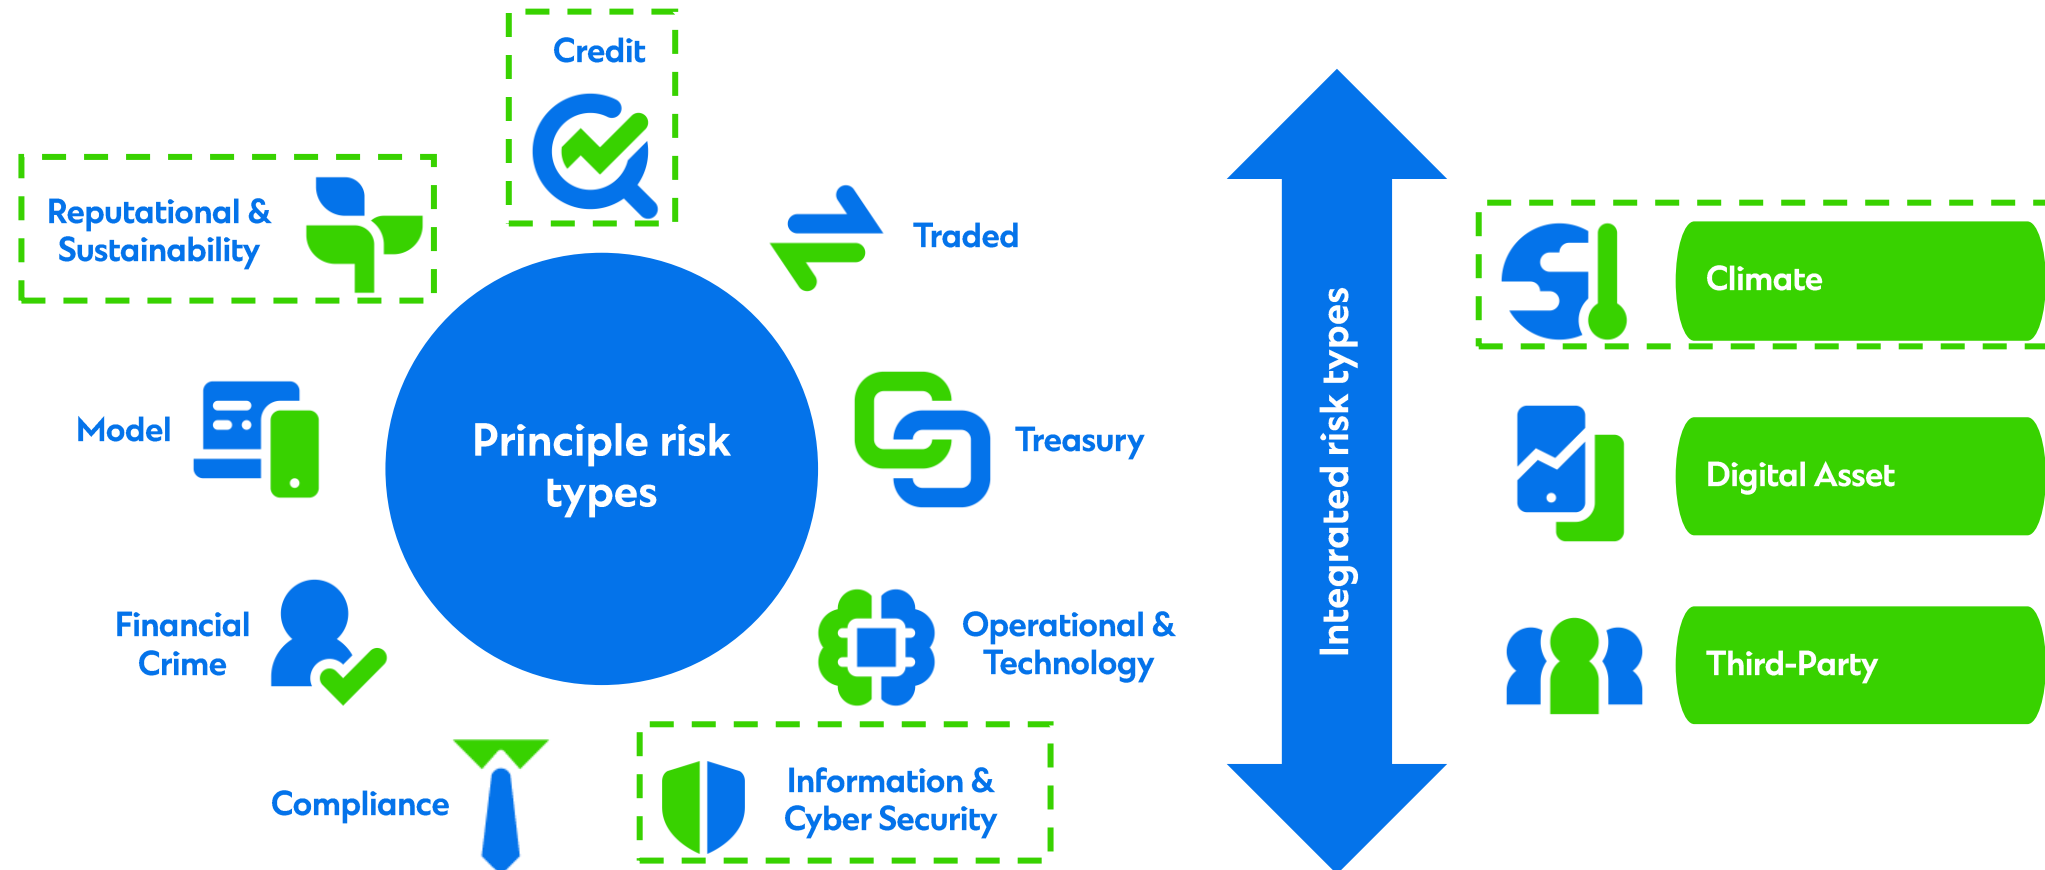 Credit
Reputational &
Sustainability
Traded
Model
Principle risk
types
Treasury
Financial
Crime
Operational &
Technology
Compliance
Information &
Cyber Security
Integrated risk types
Climate
Digital Asset
Third-Party